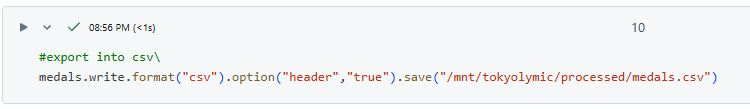 08:56 PM (<1s)
10
#export into csv\
medals.write.format("csv").option("header","true").save("/mnt/tokyolymic/processed/medals.csv")